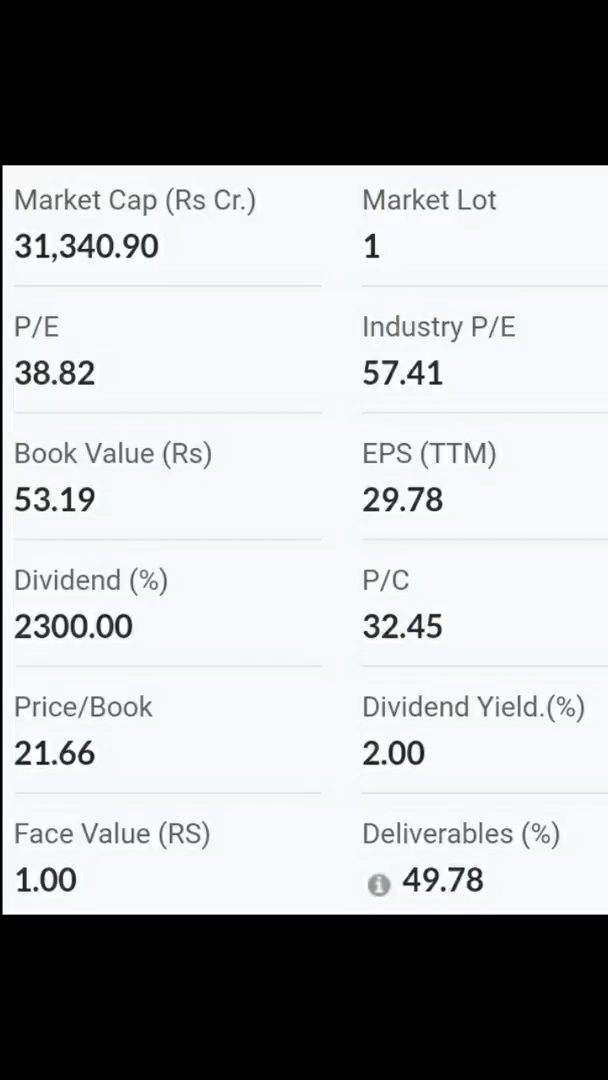 Market Cap (Rs Cr.)
Market Lot
31,340.90
1
P/E
Industry P/E
38.82
57.41
Book Value (Rs)
EPS (TTM)
53.19
29.78
Dividend (%)
P/C
2300.00
32.45
Price/Book
Dividend Yield.(%)
21.66
2.00
Face Value (RS)
Deliverables (%)
1.00
49.78